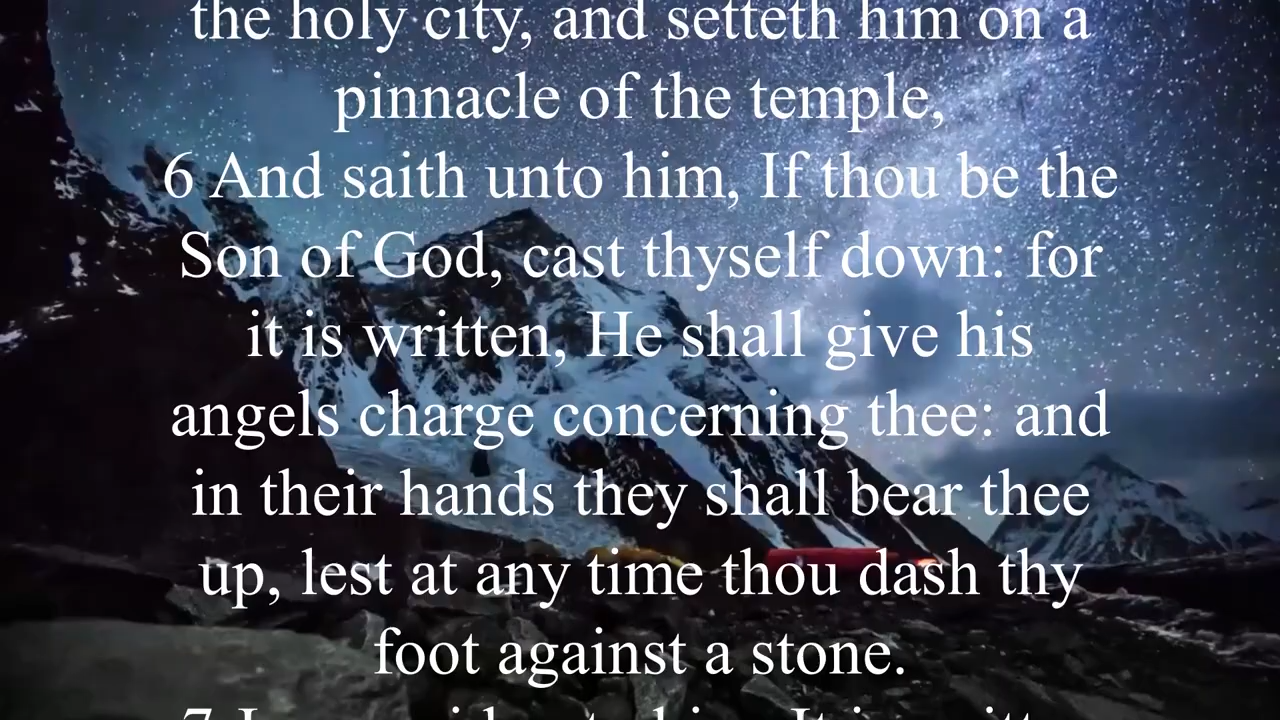 the holy city, and setteth him on a
pinnacle of the temple,
6 And saith unto him, If thou be the
Son of God, cast thyself down: for
it is written, He shall give his
angels charge concerning thee: and
in their hands they shall bear thee
up, lest at any time thou dash thy
foot against a stone.